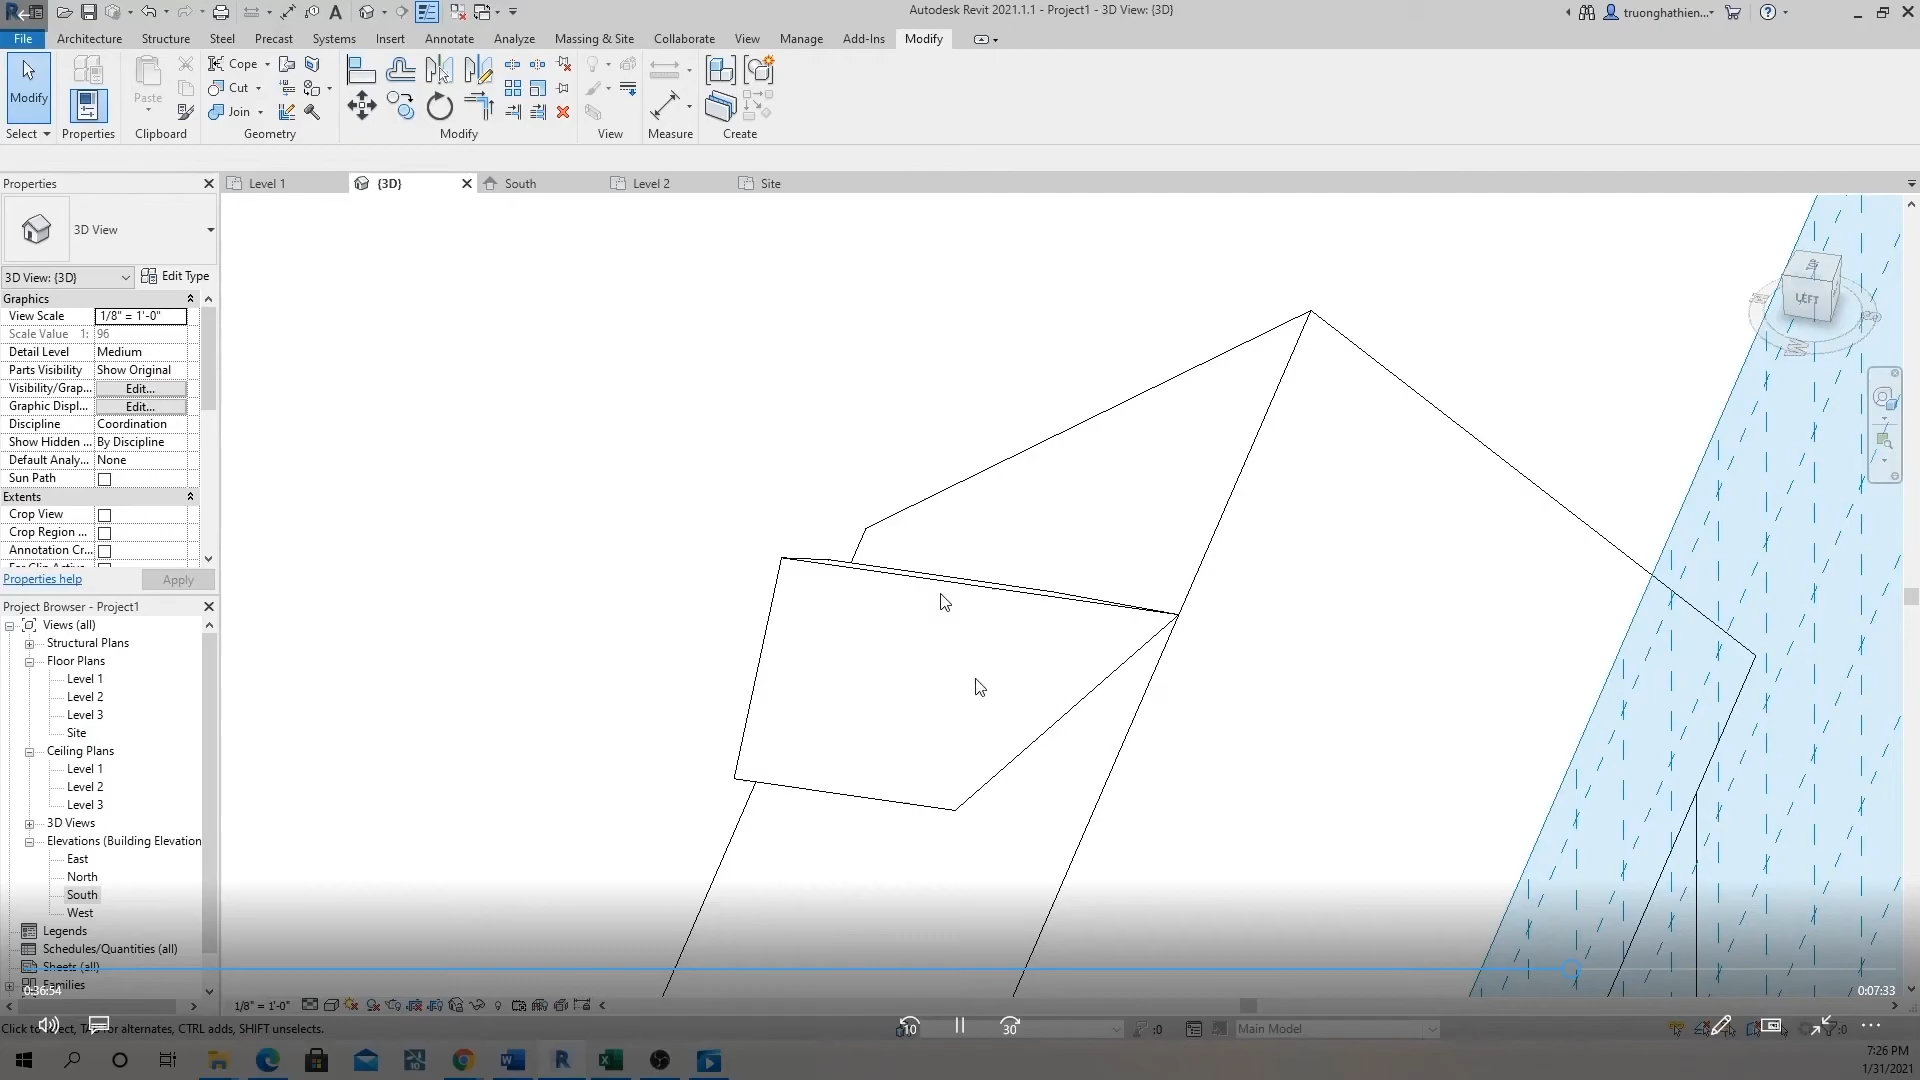 Autodesk Revit 2021.1.1 - Project1 - 3D View: {3D}
truonghathien...
File Architecture Structure Steel Precast Systems Insert Annotate Analyze Massing & Site Collaborate View Manage Add-Ins Modify
Cope
Modify
Paste
Cut
Join
Select Properties Clipboard Geometry Modify View Measure Create
Properties
Level 1 {3D} South Level 2 Site
3D View
3D View: {3D} Edit Type
Graphics
View Scale 1/8" = 1'-0"
Scale Value 1: 96
Detail Level Medium
Parts Visibility Show Original
Visibility/Grap... Edit...
Graphic Displ... Edit...
Discipline Coordination
Show Hidden ... By Discipline
Default Analy... None
Sun Path
Extents
Crop View
Crop Region ...
Annotation Cr...
Properties help Apply
LEFT
Project Browser - Project1
Views (all)
Structural Plans
Floor Plans
Level 1
Level 2
Level 3
Site
Ceiling Plans
Level 1
Level 2
Level 3
3D Views
Elevations (Building Elevation
East
North
South
West
Legends
Schedules/Quantities (all)
Sheets (all)
Families
0:36:54
0:07:33
1/8" = 1'-0"
10
30
:0
Main Model
:0
7:26 PM
1/31/2021